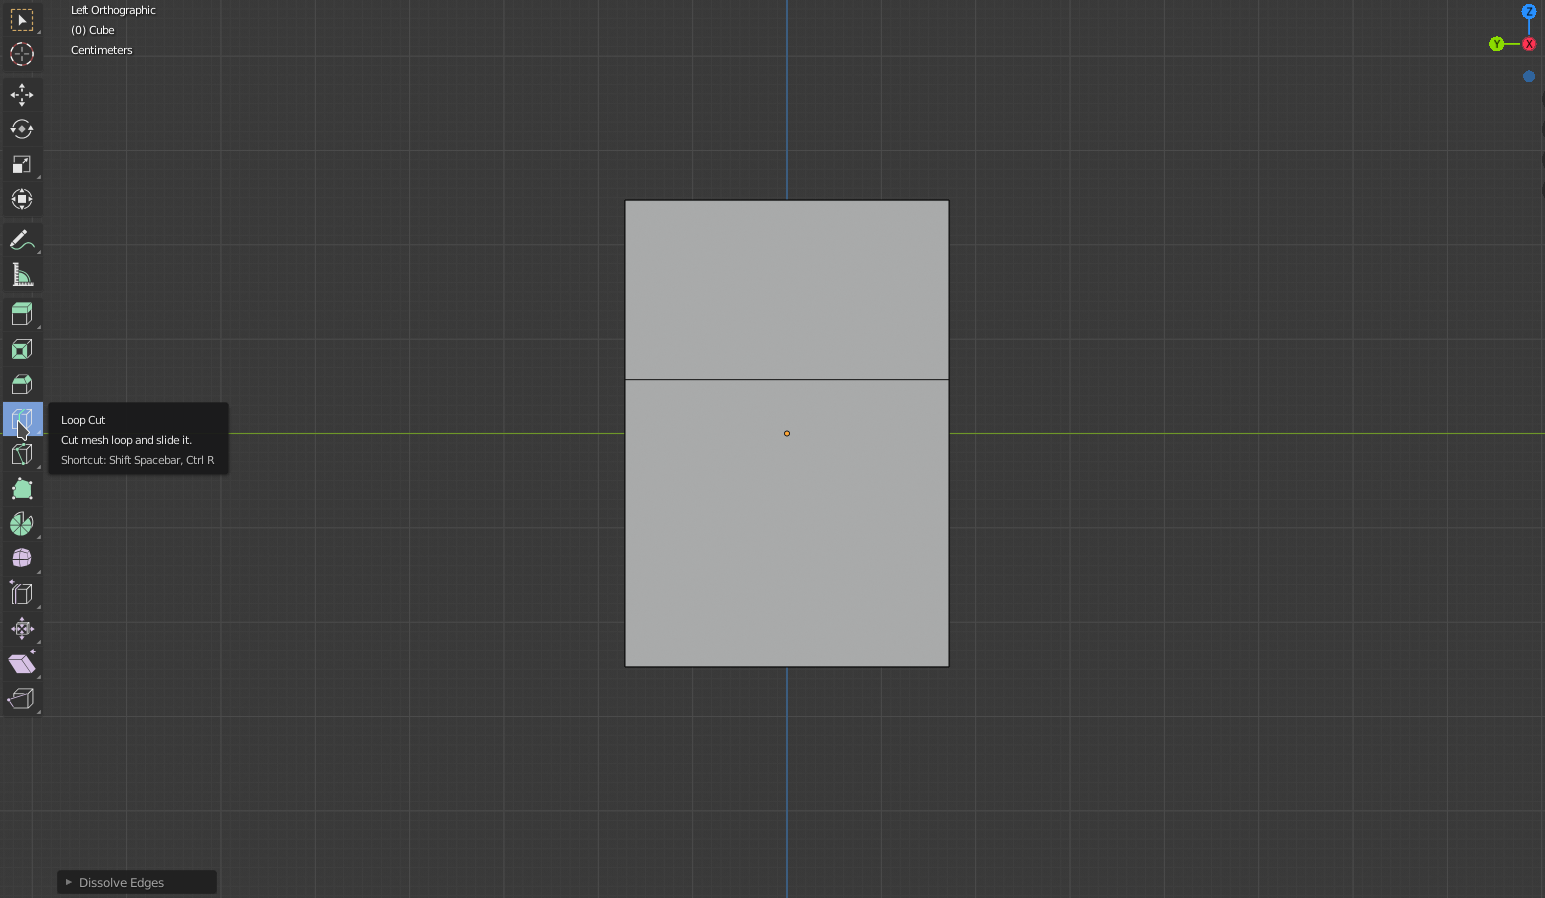 Left Orthographic
(0) Cube
Centimeters
Z
Y
X
Loop Cut
Cut mesh loop and slide it.
Shortcut: Shift Spacebar, Ctrl R
Dissolve Edges